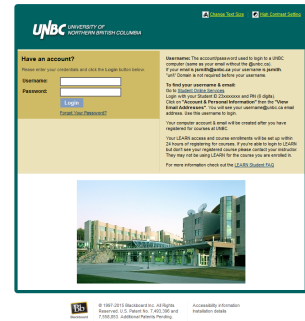 Change Text Size High Contrast Setting
UNBC UNIVERSITY OF
NORTHERN BRITISH COLUMBIA
Have an account?
Please enter your credentials and click the Login button below.
Username:
Password:
Login
Forgot Your Password?
Username: The account/password used to login to a UNBC
computer (same as your email without the @unbc.ca).
If your email is jsmith@unbc.ca your username is jsmith
"uni\" Domain is not required before your username.
To find your username & email:
Go to Student Online Services
Login with your Student ID 23xxxxxxx and PIN (6 digits).
Click on "Account & Personal Information" then the "View
Email Addresses". You will see your username@unbc.ca email
address. Use this username to login.
Your computer account & email will be created after you have
registered for courses at UNBC.
Your LEARN access and course enrollments will be set up within
24 hours of registering for courses. If you're able to login to LEARN
but don't see your registered course please contact your instructor.
They may not be using LEARN for the course you are enrolled in.
For more information check out the LEARN Student FAQ
Bb
Blackboard
© 1997-2015 Blackboard Inc. All Rights
Reserved. U.S. Patent No. 7,493,396 and
7,558,853. Additional Patents Pending.
Accessibility information
Installation details